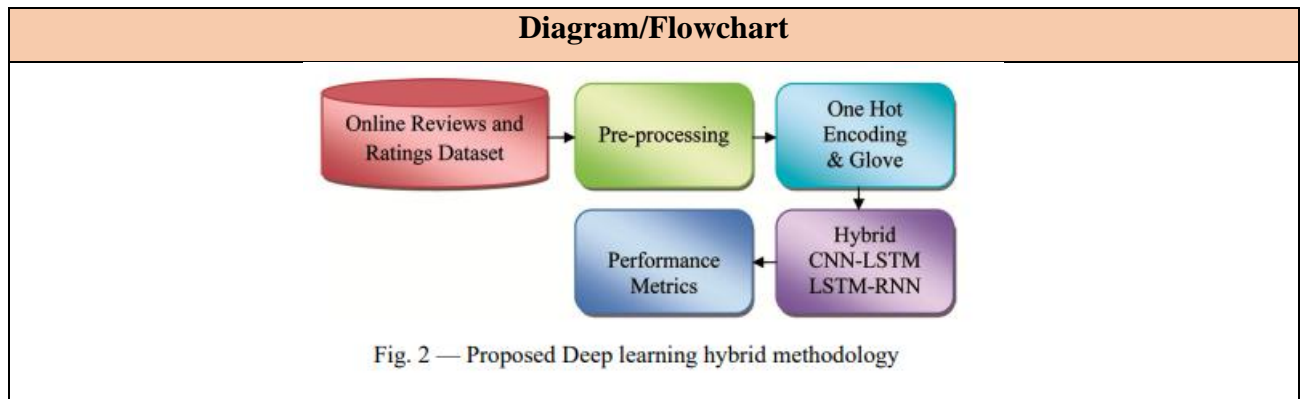 Diagram/Flowchart
Online Reviews and
Ratings Dataset
Pre-processing
One Hot
Encoding
& Glove
Hybrid
CNN-LSTM
LSTM-RNN
Performance
Metrics
Fig. 2 — Proposed Deep learning hybrid methodology